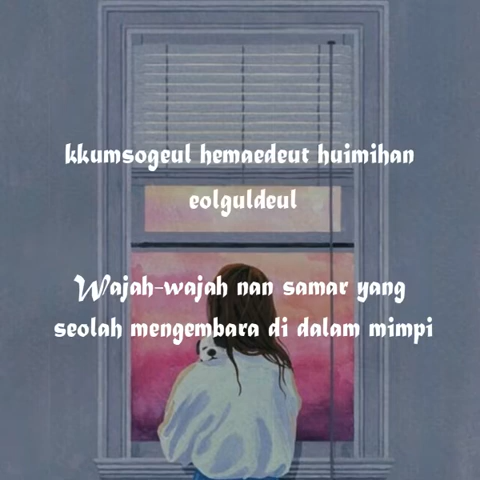 kkumsogeul hemaedeut huimihan
eolguldeul
Wajah-wajah nan samar yang
seolah mengembara di dalam mimpi